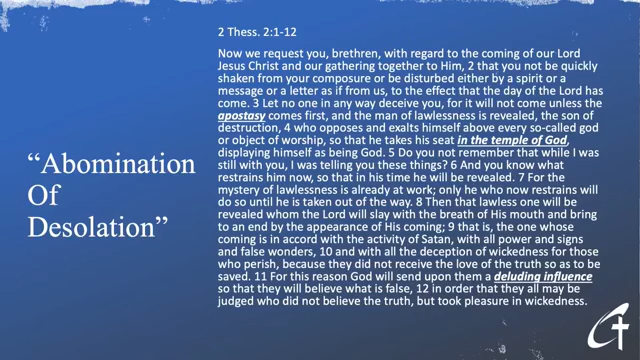 2 Thess. 2:1-12
Now we request you, brethren, with regard to the coming of our Lord
Jesus Christ and our gathering together to Him, 2 that you not be quickly
shaken from your composure or be disturbed either by a spirit or a
message or a letter as if from us, to the effect that the day of the Lord has
come. 3 Let no one in any way deceive you, for it will not come unless the
apostasy comes first, and the man of lawlessness is revealed, the son of
destruction, 4 who opposes and exalts himself above every so-called god
or object of worship, so that he takes his seat in the temple of God,
displaying himself as being God. 5 Do you not remember that while I was
still with you, I was telling you these things? 6 And you know what
restrains him now, so that in his time he will be revealed. 7 For the
mystery of lawlessness is already at work; only he who now restrains will
do so until he is taken out of the way. 8 Then that lawless one will be
revealed whom the Lord will slay with the breath of His mouth and bring
to an end by the appearance of His coming; 9 that is, the one whose
coming is in accord with the activity of Satan, with all power and signs
and false wonders, 10 and with all the deception of wickedness for those
who perish, because they did not receive the love of the truth so as to be
saved. 11 For this reason God will send upon them a deluding influence
so that they will believe what is false, 12 in order that they all may be
judged who did not believe the truth, but took pleasure in wickedness.
“Abomination
Of
Desolation”